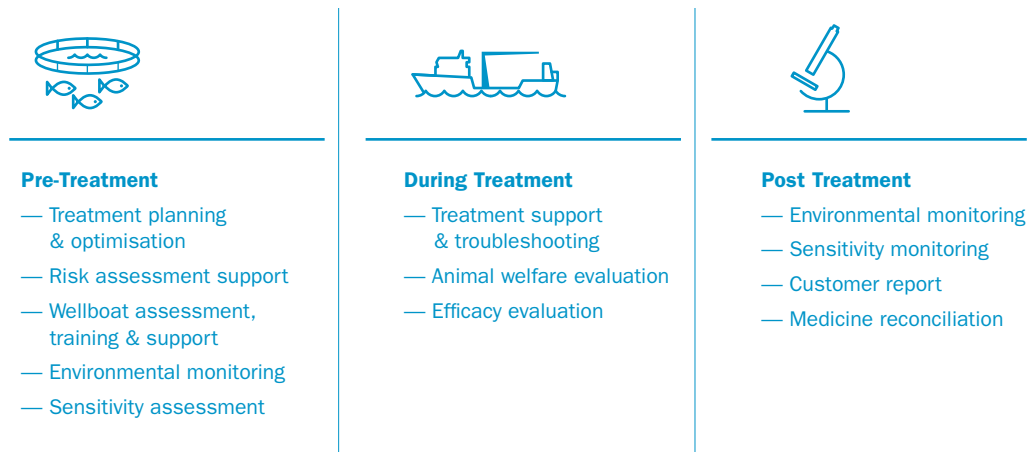 Pre-Treatment
— Treatment planning
& optimisation
— Risk assessment support
— Wellboat assessment,
training & support
— Environmental monitoring
— Sensitivity assessment
During Treatment
— Treatment support
& troubleshooting
— Animal welfare evaluation
— Efficacy evaluation
Post Treatment
— Environmental monitoring
— Sensitivity monitoring
— Customer report
— Medicine reconciliation